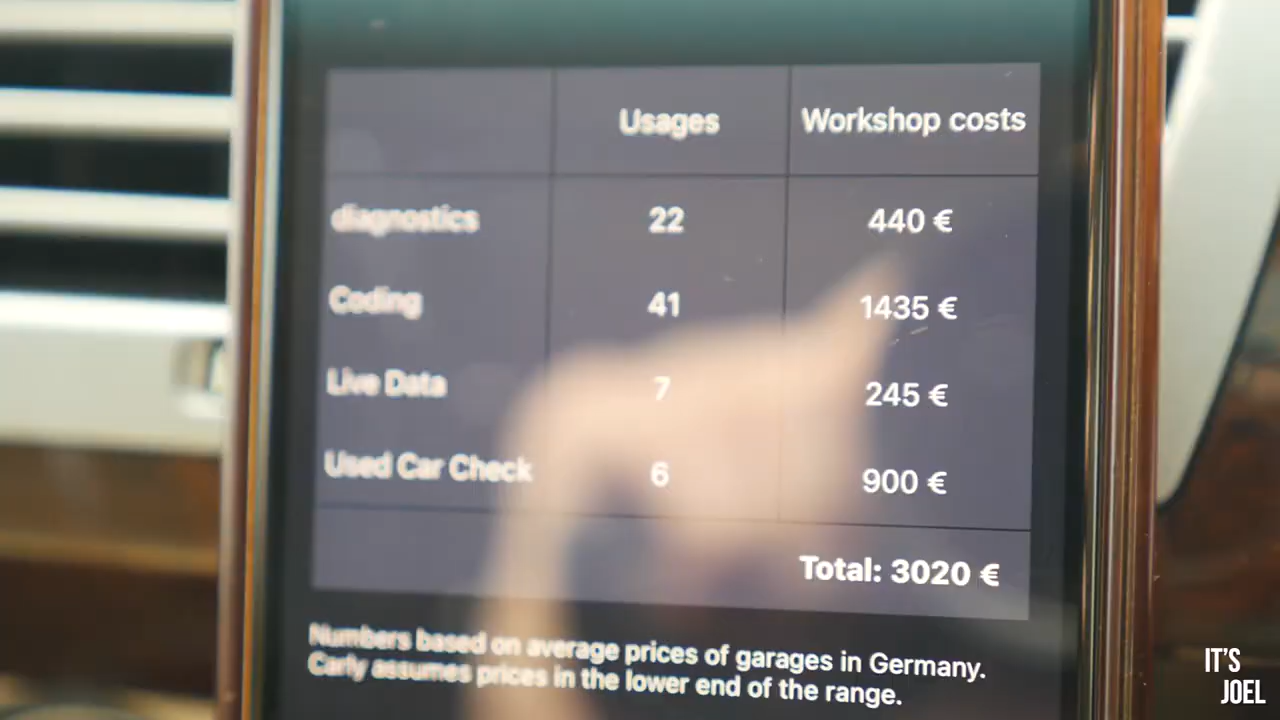 Usages Workshop costs
diagnostics 22 440 €
Coding 41 1435 €
Live Data 7 245 €
Used Car Check 6 900 €
Total: 3020 €
Numbers based on average prices of garages in Germany.
Carly assumes prices in the lower end of the range.
IT'S
JOEL